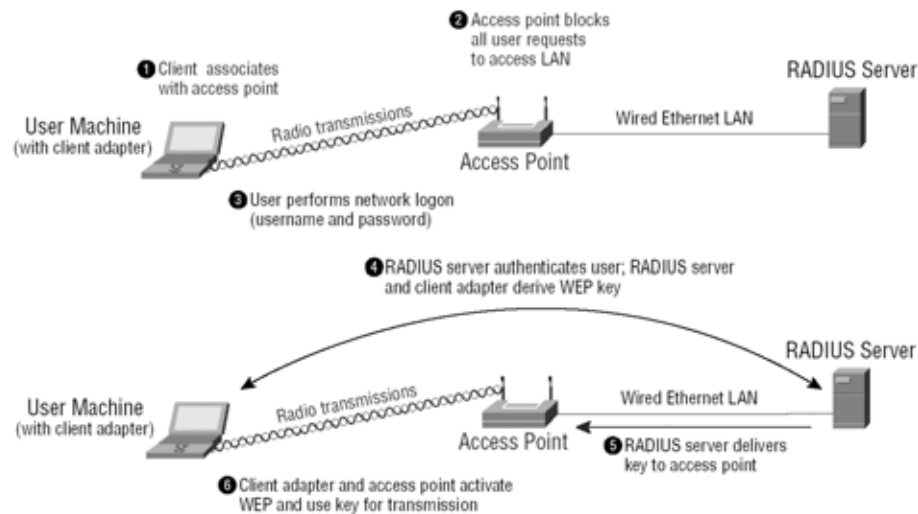 ❷ Access point blocks
all user requests
to access LAN
❶ Client associates
with access point
RADIUS Server
User Machine
(with client adapter)
Radio transmissions
Wired Ethernet LAN
Access Point
❸ User performs network logon
(username and password)
❹ RADIUS server authenticates user; RADIUS server
and client adapter derive WEP key
RADIUS Server
User Machine
(with client adapter)
Radio transmissions
Wired Ethernet LAN
Access Point
❺ RADIUS server delivers
key to access point
❻ Client adapter and access point activate
WEP and use key for transmission